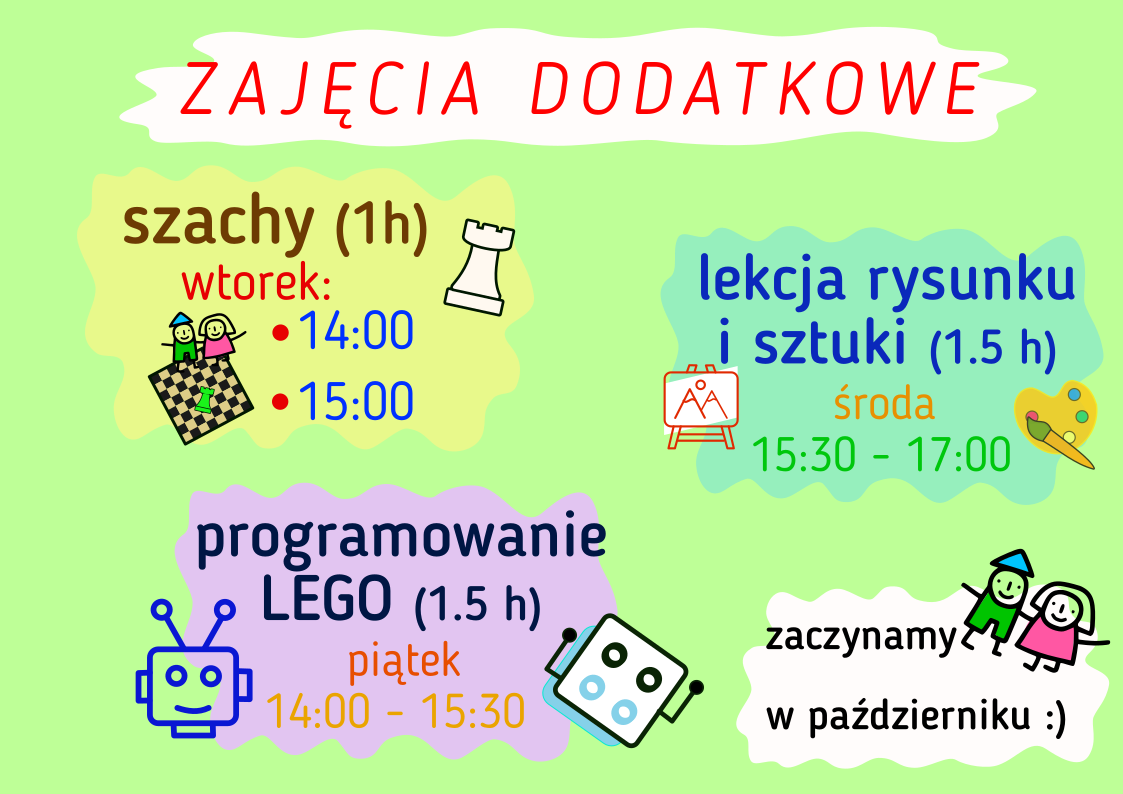 ZAJĘCIA DODATKOWE
szachy (1h)
wtorek:
• 14:00
• 15:00
lekcja rysunku
i sztuki (1.5 h)
środa
15:30 - 17:00
programowanie
LEGO (1.5 h)
piątek
14:00 - 15:30
zaczynamy
w październiku :)